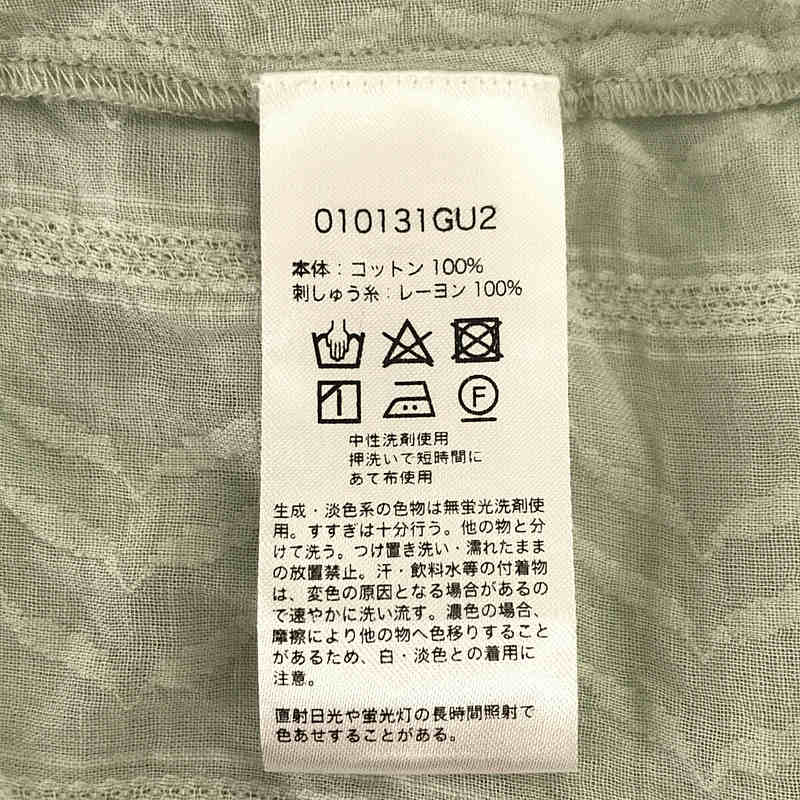 010131GU2
本体：コットン 100%
刺しゅう糸：レーヨン 100%
F
中性洗剤使用
押洗いで短時間に
あて布使用
生成・淡色系の色物は無蛍光洗剤使
用。すすぎは十分行う。他の物と分
けて洗う。つけ置き洗い・濡れたまま
の放置禁止。汗・飲料水等の付着物
は、変色の原因となる場合があるの
で速やかに洗い流す。濃色の場合、
摩擦により他の物へ色移りすること
があるため、白・淡色との着用に
注意。
直射日光や蛍光灯の長時間照射で
色あせすることがある。